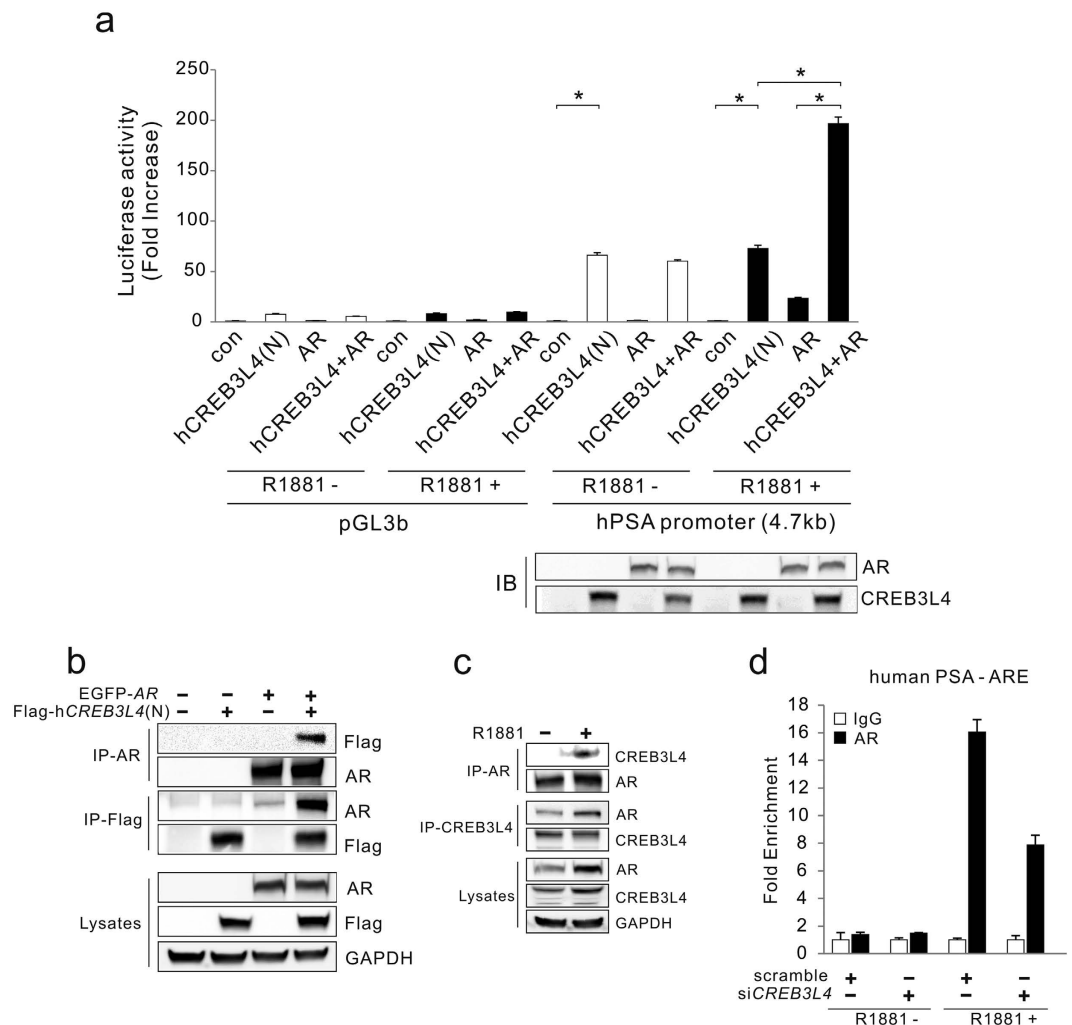 a
Luciferase activity
(Fold Increase)
250
200
150
100
50
0
*
*
*
*
con
hCREB3L4(N)
AR
hCREB3L4+AR
con
hCREB3L4(N)
AR
hCREB3L4+AR
con
hCREB3L4(N)
AR
hCREB3L4+AR
con
hCREB3L4(N)
AR
hCREB3L4+AR
R1881 -
R1881 +
R1881 -
R1881 +
pGL3b
hPSA promoter (4.7kb)
IB
AR
CREB3L4
b
EGFP-AR - - + +
Flag-hCREB3L4(N) - + - +
IP-AR
Flag
AR
IP-Flag
AR
Flag
Lysates
AR
Flag
GAPDH
c
R1881 - +
IP-AR
CREB3L4
AR
IP-CREB3L4
AR
CREB3L4
Lysates
AR
CREB3L4
GAPDH
d
human PSA - ARE
Fold Enrichment
18
16
14
12
10
8
6
4
2
0
IgG
AR
scramble + - + -
siCREB3L4 - + - +
R1881 -
R1881 +